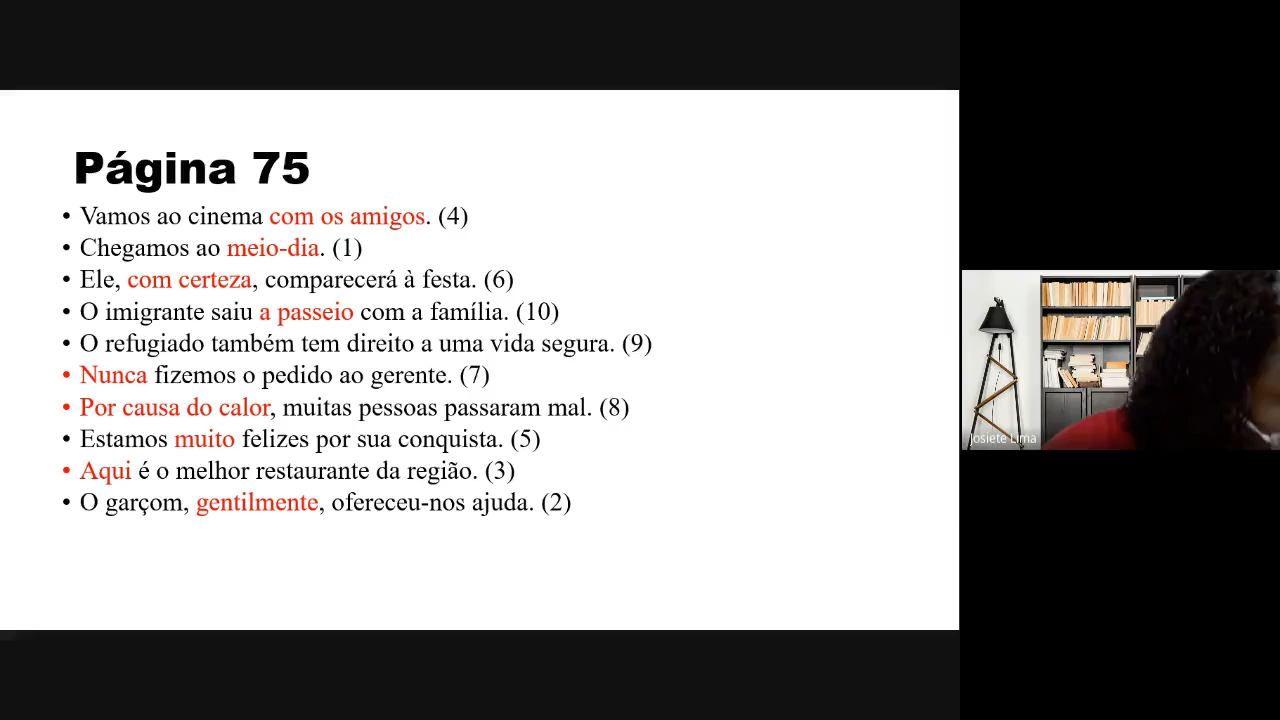 Página 75
• Vamos ao cinema com os amigos. (4)
• Chegamos ao meio-dia. (1)
• Ele, com certeza, comparecerá à festa. (6)
• O imigrante saiu a passeio com a família. (10)
• O refugiado também tem direito a uma vida segura. (9)
• Nunca fizemos o pedido ao gerente. (7)
• Por causa do calor, muitas pessoas passaram mal. (8)
• Estamos muito felizes por sua conquista. (5)
• Aqui é o melhor restaurante da região. (3)
• O garçom, gentilmente, ofereceu-nos ajuda. (2)
Josiete Lima